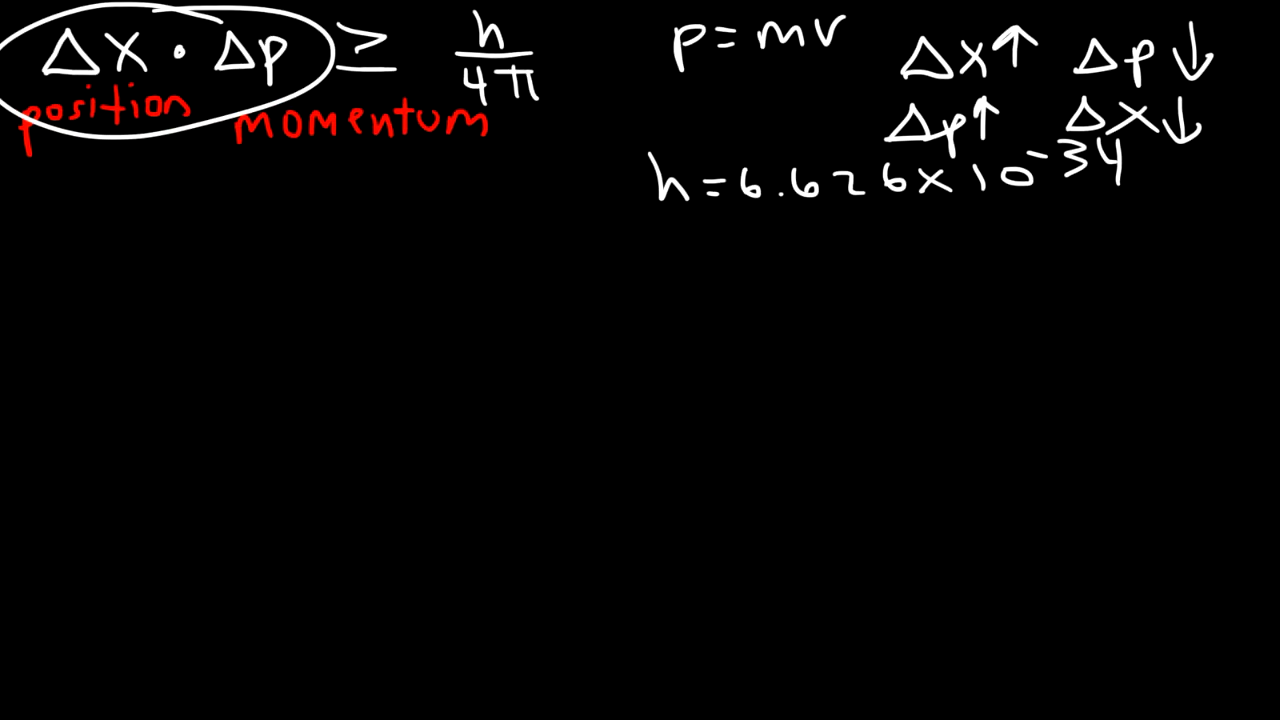 Δx · Δp ≥ h/4π
position momentum
p = mv
Δx↑ Δp↓
Δp↑ Δx↓
h = 6.626 x 10⁻³⁴